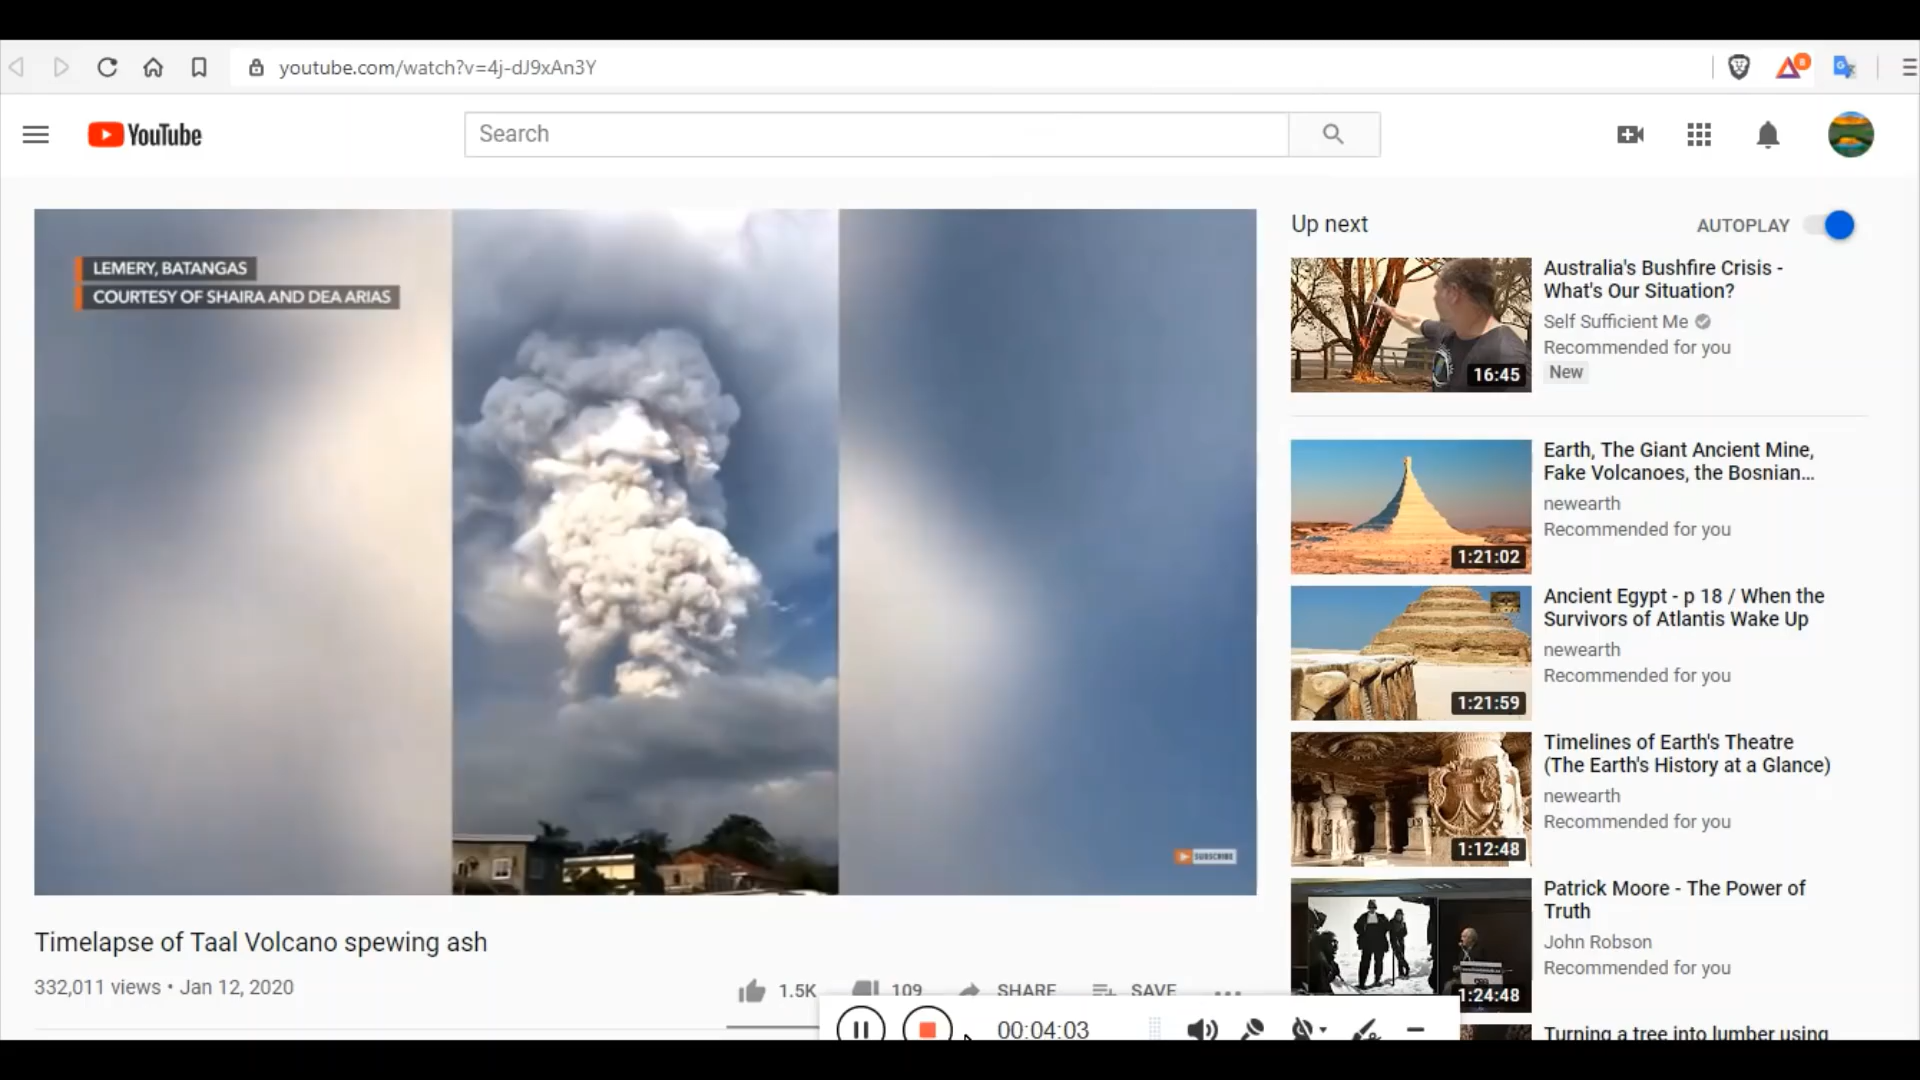 youtube.com/watch?v=4j-dJ9xAn3Y
8
YouTube
Search
LEMERY, BATANGAS
COURTESY OF SHAIRA AND DEA ARIAS
SUBSCRIBE
Timelapse of Taal Volcano spewing ash
332,011 views • Jan 12, 2020
1.5K
109
SHARE
SAVE
00:04:03
Up next
AUTOPLAY
16:45
Australia's Bushfire Crisis -
What's Our Situation?
Self Sufficient Me
Recommended for you
New
1:21:02
Earth, The Giant Ancient Mine,
Fake Volcanoes, the Bosnian...
newearth
Recommended for you
1:21:59
Ancient Egypt - p 18 / When the
Survivors of Atlantis Wake Up
newearth
Recommended for you
1:12:48
Timelines of Earth's Theatre
(The Earth's History at a Glance)
newearth
Recommended for you
1:24:48
Patrick Moore - The Power of
Truth
John Robson
Recommended for you
Turning a tree into lumber using